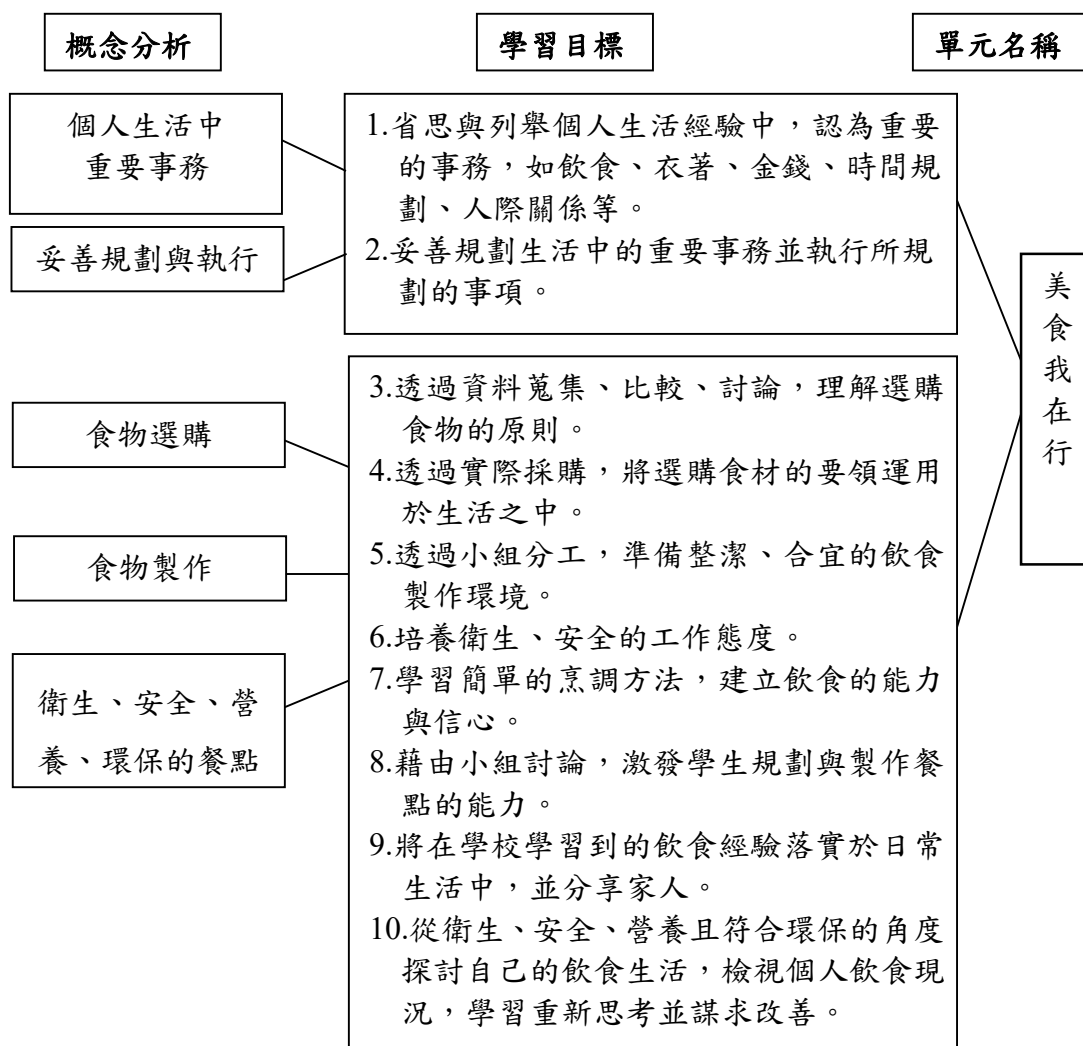 概念分析
學習目標
單元名稱
個人生活中
重要事務
妥善規劃與執行
食物選購
食物製作
衛生、安全、營
養、環保的餐點
1.省思與列舉個人生活經驗中，認為重要
的事務，如飲食、衣著、金錢、時間規
劃、人際關係等。
2.妥善規劃生活中的重要事務並執行所規
劃的事項。
3.透過資料蒐集、比較、討論，理解選購
食物的原則。
4.透過實際採購，將選購食材的要領運用
於生活之中。
5.透過小組分工，準備整潔、合宜的飲食
製作環境。
6.培養衛生、安全的工作態度。
7.學習簡單的烹調方法，建立飲食的能力
與信心。
8.藉由小組討論，激發學生規劃與製作餐
點的能力。
9.將在學校學習到的飲食經驗落實於日常
生活中，並分享家人。
10.從衛生、安全、營養且符合環保的角度
探討自己的飲食生活，檢視個人飲食現
況，學習重新思考並謀求改善。
美食我在行